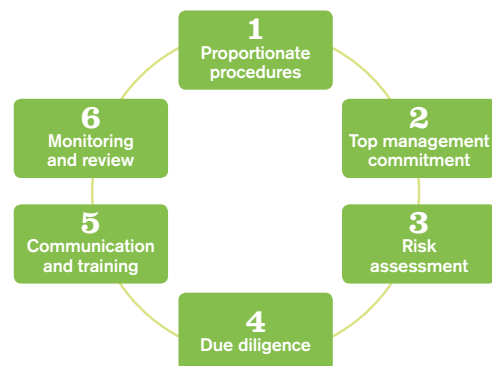 1
Proportionate
procedures
2
Top management
commitment
3
Risk
assessment
4
Due diligence
5
Communication
and training
6
Monitoring
and review